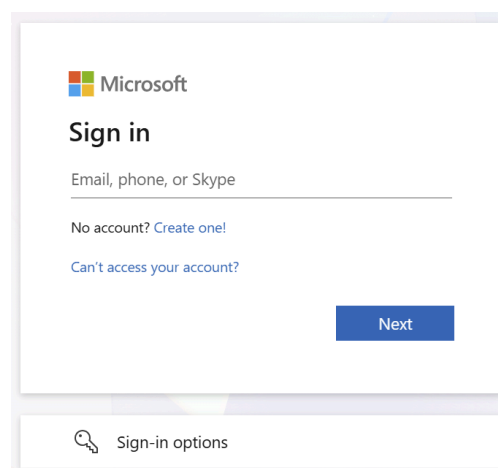 Microsoft
Sign in
Email, phone, or Skype
No account? Create one!
Can't access your account?
Next
Sign-in options